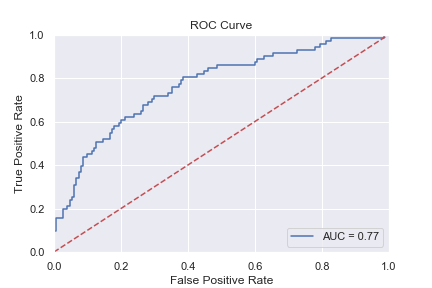 ROC Curve
True Positive Rate
1.0
0.8
0.6
0.4
0.2
0.0
AUC = 0.77
0.0 0.2 0.4 0.6 0.8 1.0
False Positive Rate